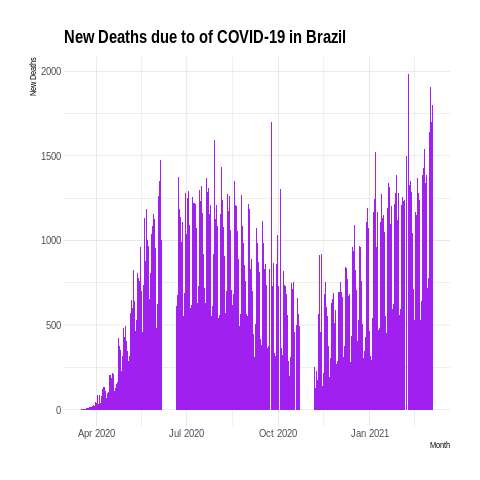 New Deaths due to of COVID-19 in Brazil
New Deaths
2000
1500
1000
500
0
Apr 2020
Jul 2020
Oct 2020
Jan 2021
Month